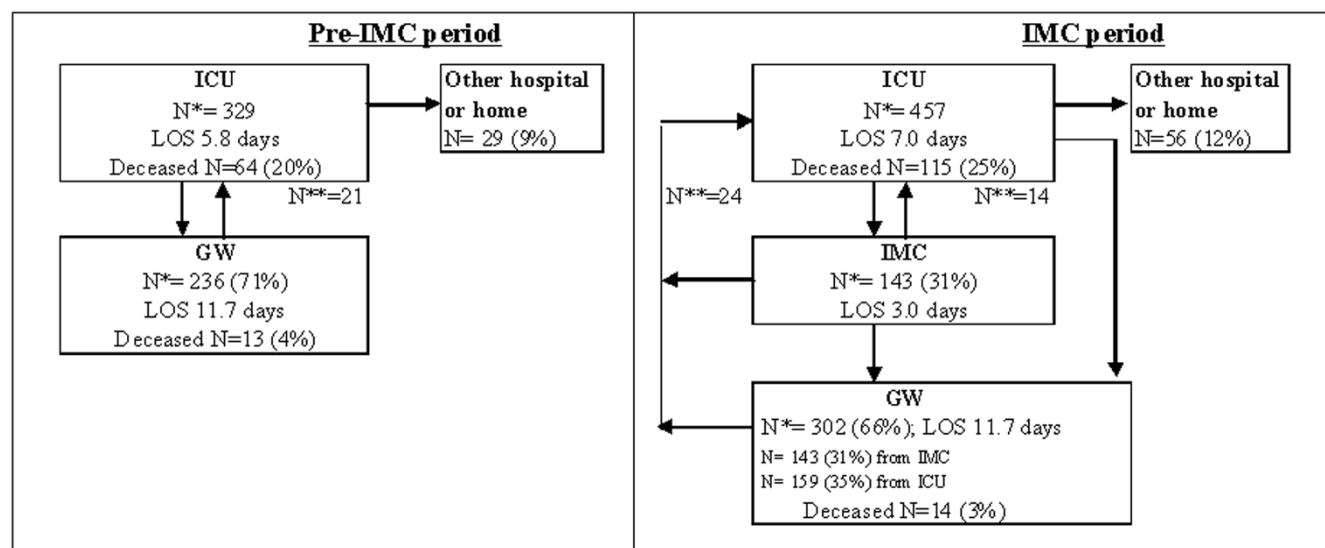 Pre-IMC period
ICU
N*= 329
LOS 5.8 days
Deceased N=64 (20%)
Other hospital
or home
N= 29 (9%)
N**=21
GW
N*= 236 (71%)
LOS 11.7 days
Deceased N=13 (4%)
IMC period
ICU
N*= 457
LOS 7.0 days
Deceased N=115 (25%)
Other hospital
or home
N=56 (12%)
N**=24
N**=14
IMC
N*= 143 (31%)
LOS 3.0 days
GW
N*= 302 (66%); LOS 11.7 days
N= 143 (31%) from IMC
N= 159 (35%) from ICU
Deceased N=14 (3%)